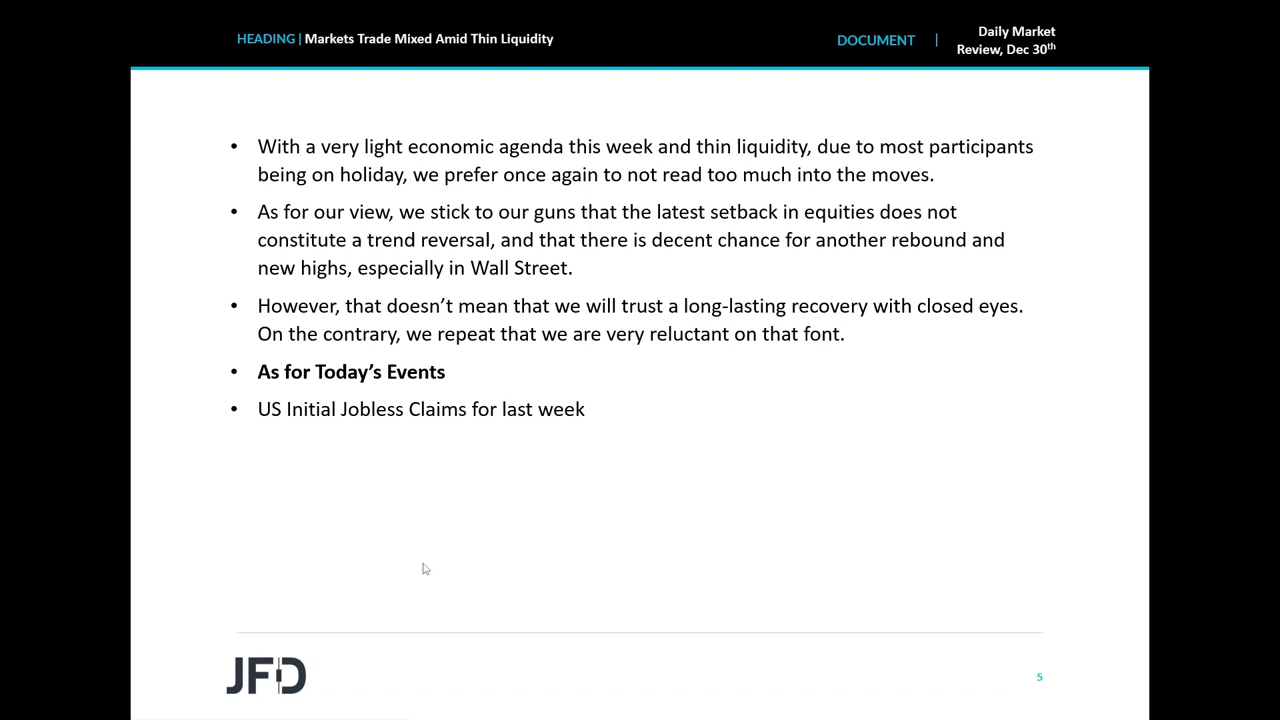 HEADING | Markets Trade Mixed Amid Thin Liquidity
DOCUMENT |
Daily Market
Review, Dec 30th
• With a very light economic agenda this week and thin liquidity, due to most participants
being on holiday, we prefer once again to not read too much into the moves.
• As for our view, we stick to our guns that the latest setback in equities does not
constitute a trend reversal, and that there is decent chance for another rebound and
new highs, especially in Wall Street.
• However, that doesn’t mean that we will trust a long-lasting recovery with closed eyes.
On the contrary, we repeat that we are very reluctant on that font.
• As for Today’s Events
• US Initial Jobless Claims for last week
JFD
5